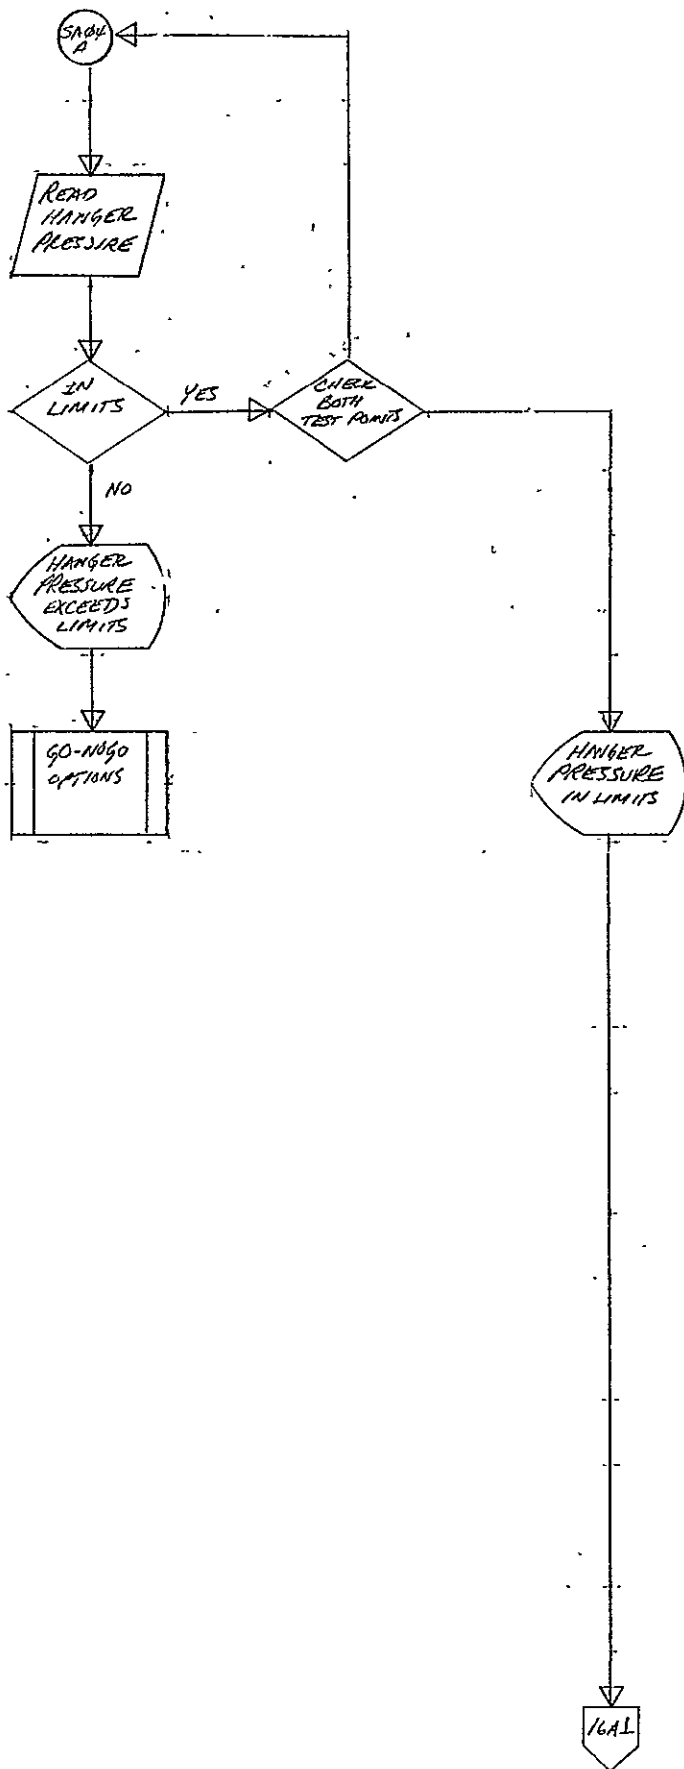 SA04
A
READ
HANGER
PRESSURE
IN
LIMITS
YES
CHECK
BOTH
TEST POINTS
NO
HANGER
PRESSURE
EXCEEDS
LIMITS
GO-NOGO
OPTIONS
HANGER
PRESSURE
IN LIMITS
16A1